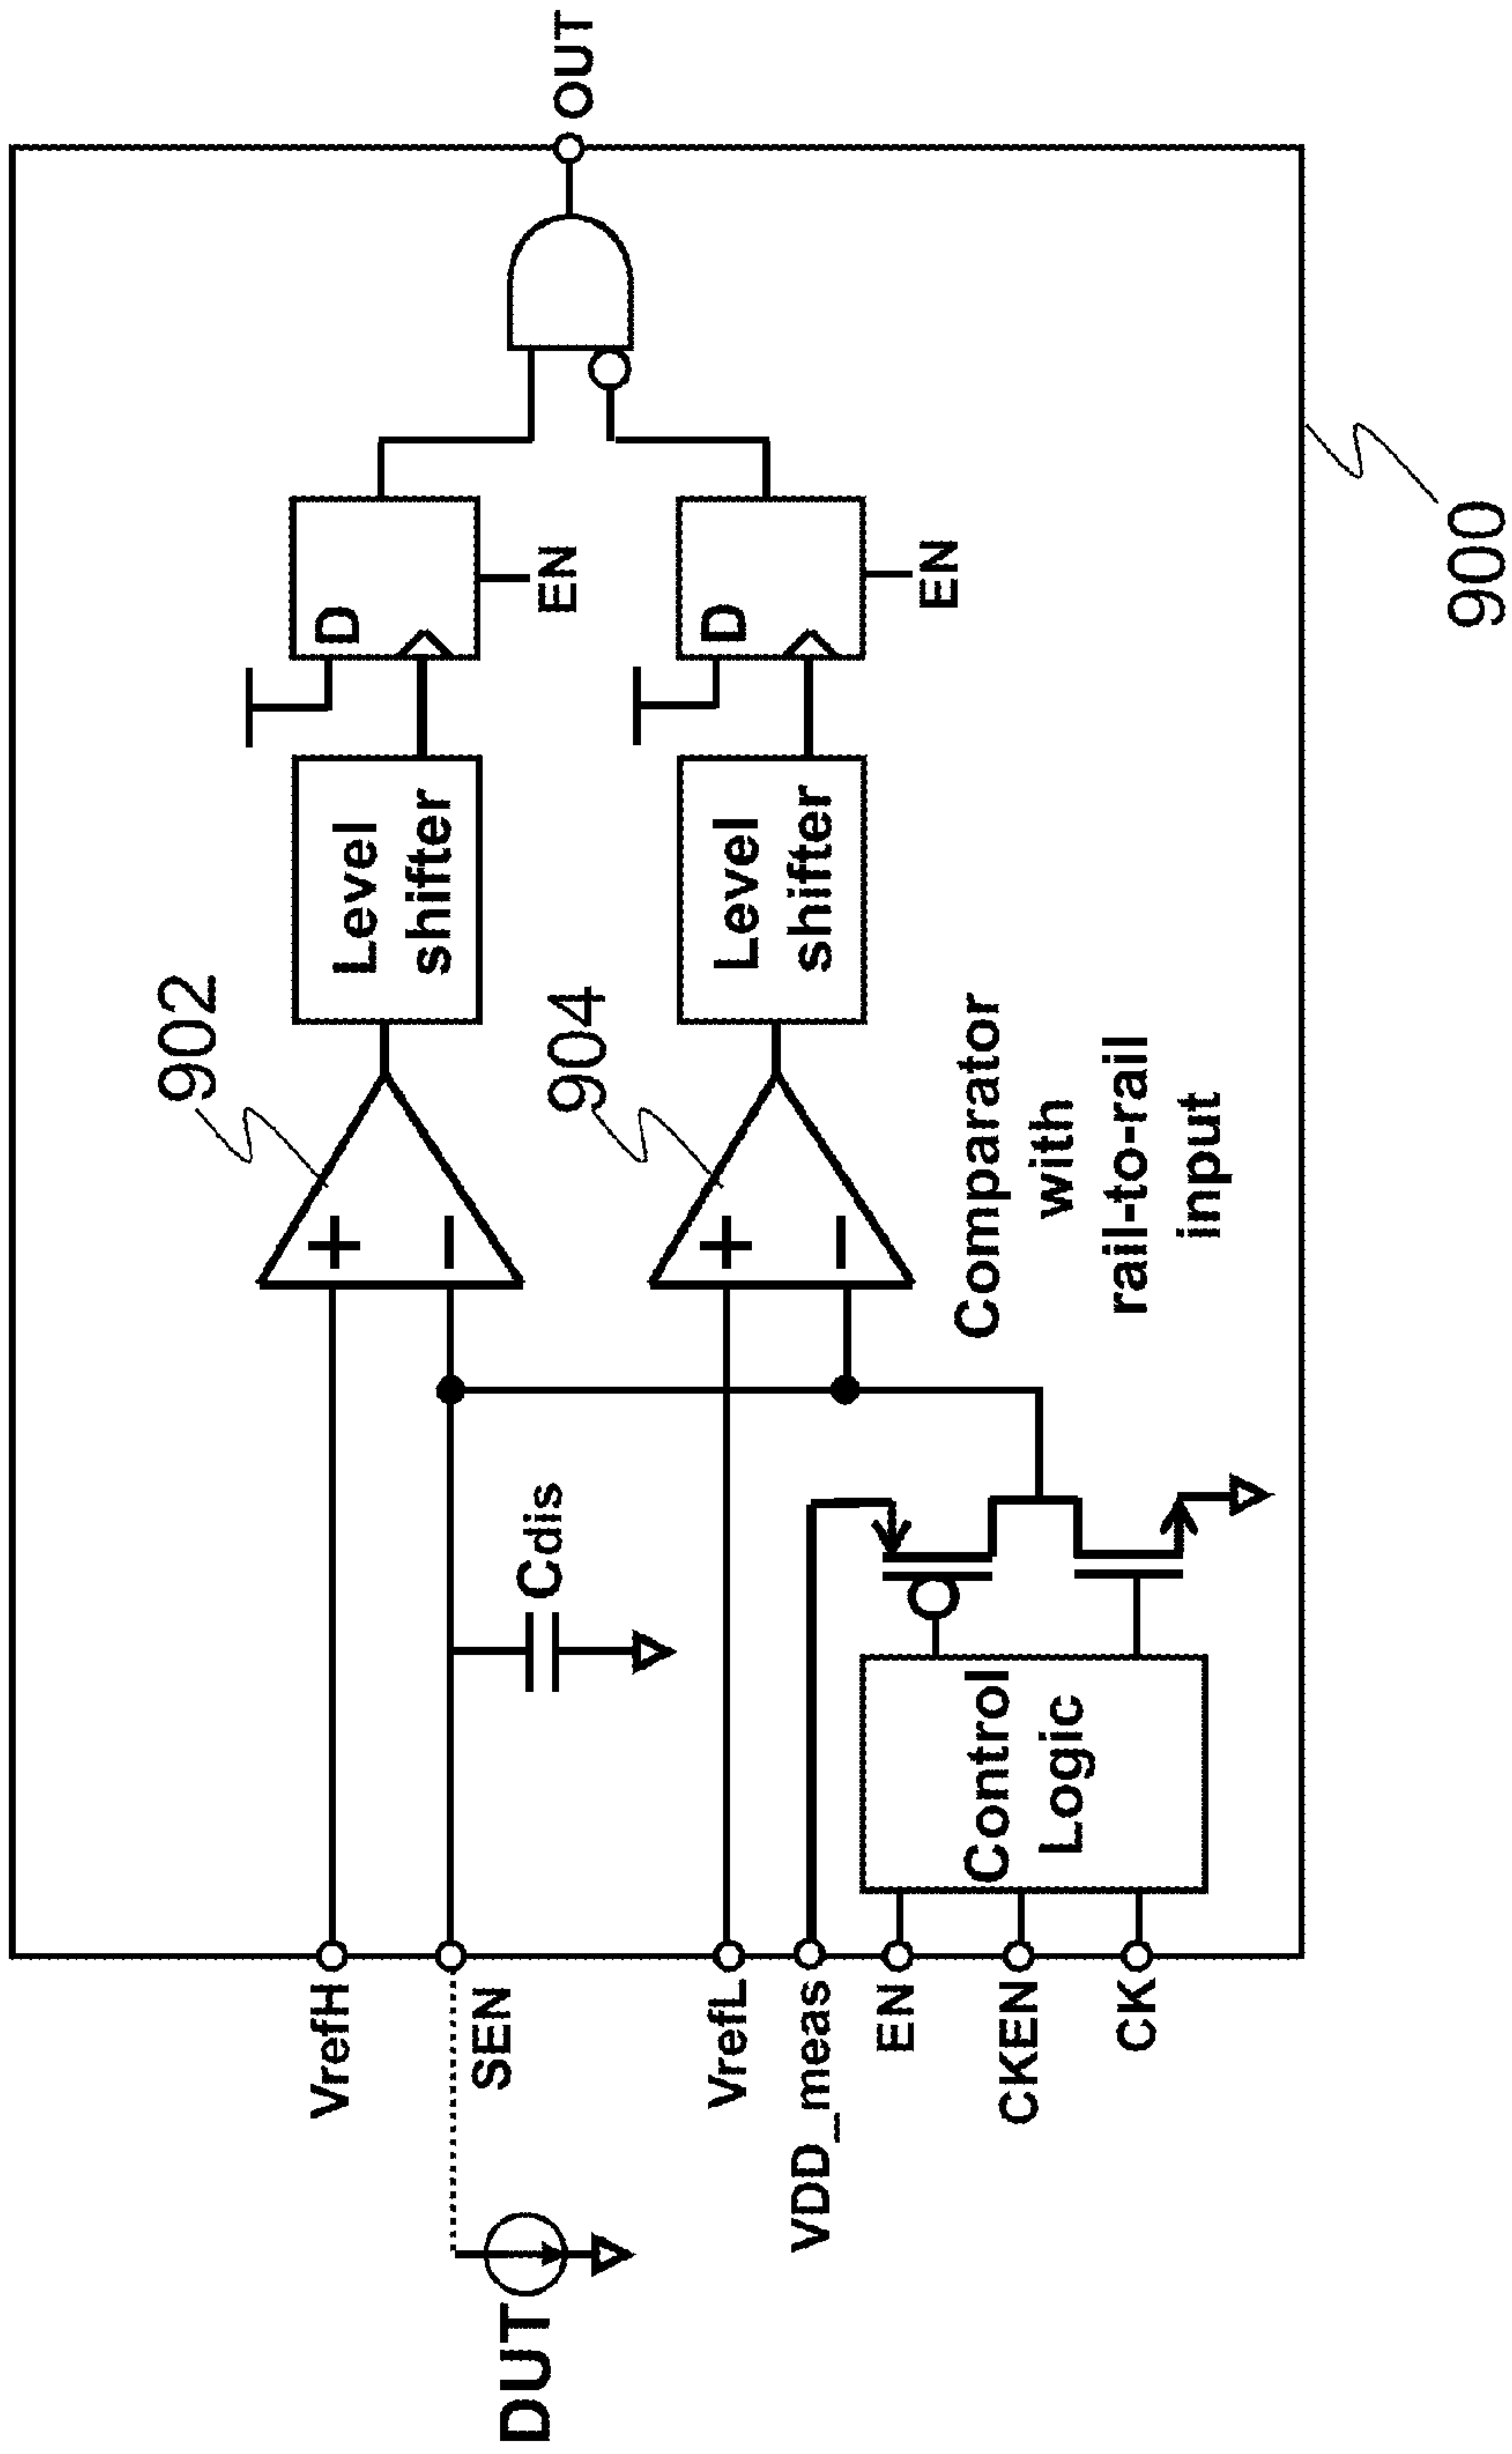 902
VrefH
+
−
Level
shifter
D
EN
SEN
DUT
Cdis
OUT
904
VrefL
+
−
Level
shifter
D
EN
VDD_meas
EN
CKEN
CK
Control
Logic
Comparator
with
rail-to-rail
input
900